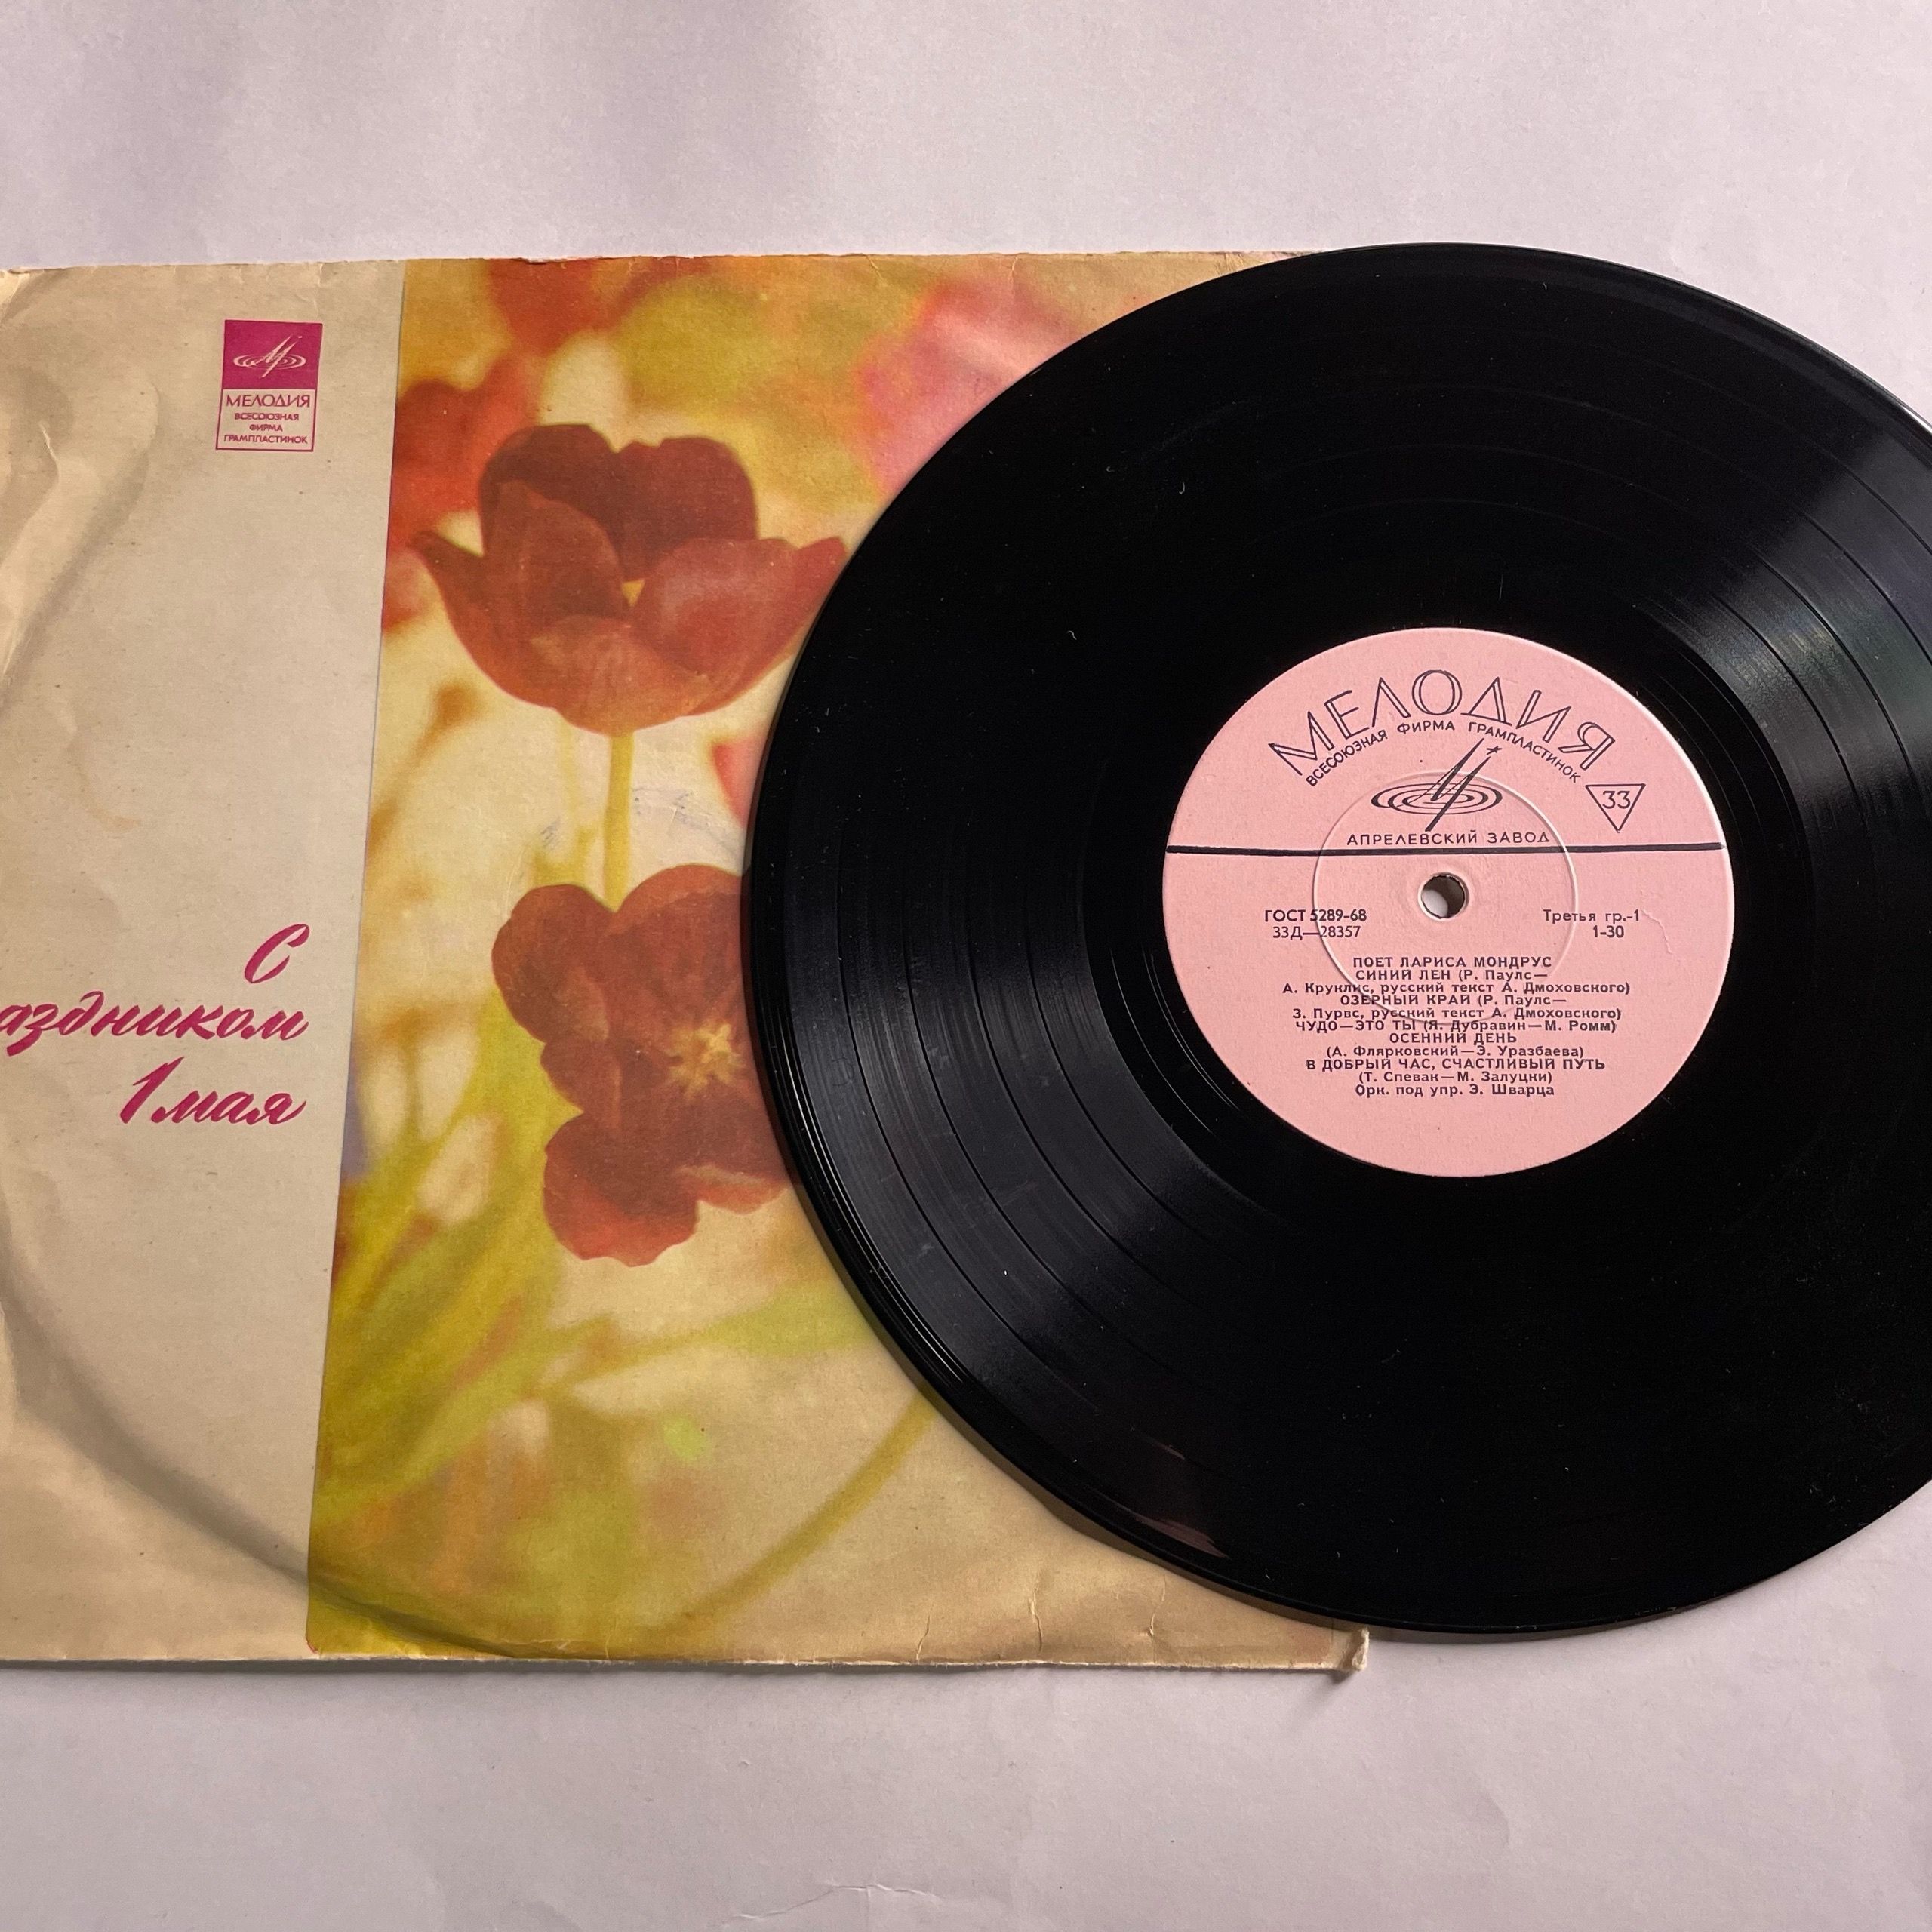 МЕЛОДИЯ
ВСЕСОЮЗНАЯ
ФИРМА
ГРАМПЛАСТИНОК
С
аздником
1 мая
МЕЛОДИЯ
ВСЕСОЮЗНАЯ ФИРМА ГРАМПЛАСТИНОК
33
АПРЕЛЕВСКИЙ ЗАВОД
ГОСТ 5289-68 Третья гр.-1
33Д—28357 1-30
ПОЕТ ЛАРИСА МОНДРУС
СИНИЙ ЛЕН (Р. Паулс—
А. Круклис, русский текст А. Дмоховского)
ОЗЕРНЫЙ КРАЙ (Р. Паулс—
З. Пурвс, русский текст А. Дмоховского)
ЧУДО—ЭТО ТЫ (Я. Дубравин—М. Ромм)
ОСЕННИЙ ДЕНЬ
(А. Флярковский—Э. Уразбаева)
В ДОБРЫЙ ЧАС, СЧАСТЛИВЫЙ ПУТЬ
(Т. Спевак—М. Залуцки)
Орк. под упр. Э. Шварца